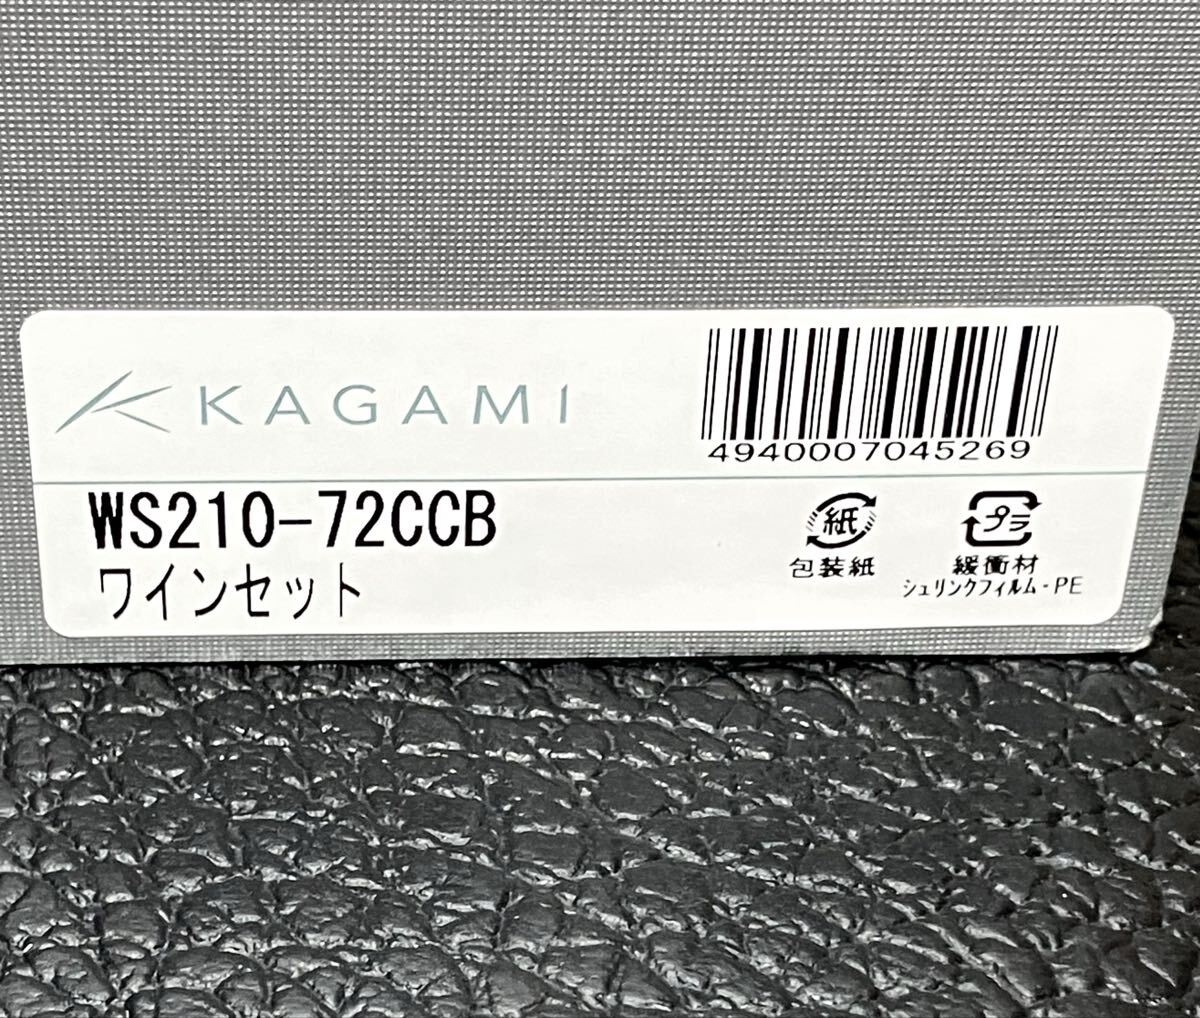 KAGAMI
4940007045269
WS210-72CCB
ワインセット
紙
包装紙
プラ
緩衝材
シュリンクフィルム-PE